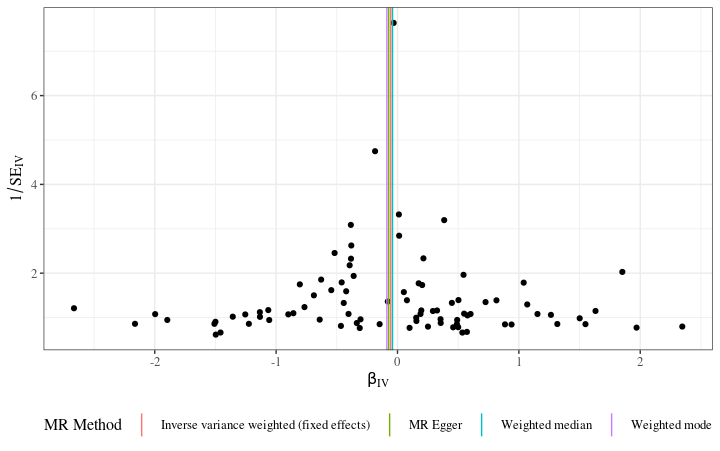 6
4
2
1/SE_IV
-2
-1
0
1
2
β_IV
MR Method Inverse variance weighted (fixed effects) MR Egger Weighted median Weighted mode